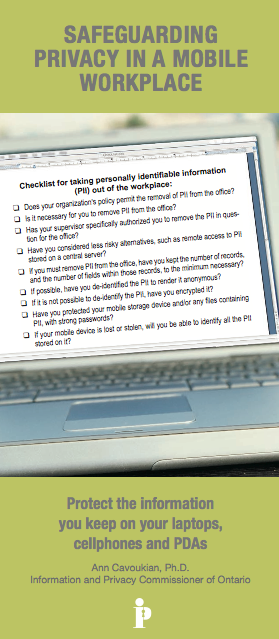 SAFEGUARDING
PRIVACY IN A MOBILE
WORKPLACE
Checklist for taking personally identifiable information
(PII) out of the workplace:
❑ Does your organization's policy permit the removal of PII from the office?
❑ Is it necessary for you to remove PII from the office?
❑ Has your supervisor specifically authorized you to remove the PII in ques-
tion for the office?
❑ Have you considered less risky alternatives, such as remote access to PII
stored on a central server?
❑ If you must remove PII from the office, have you kept the number of records,
and the number of fields within those records, to the minimum necessary?
❑ If possible, have you de-identified the PII to render it anonymous?
❑ If it is not possible to de-identify the PII, have you encrypted it?
❑ Have you protected your mobile storage device and/or any files containing
PII, with strong passwords?
❑ If your mobile device is lost or stolen, will you be able to identify all the PII
stored on it?
Protect the information
you keep on your laptops,
cellphones and PDAs
Ann Cavoukian, Ph.D.
Information and Privacy Commissioner of Ontario
ip